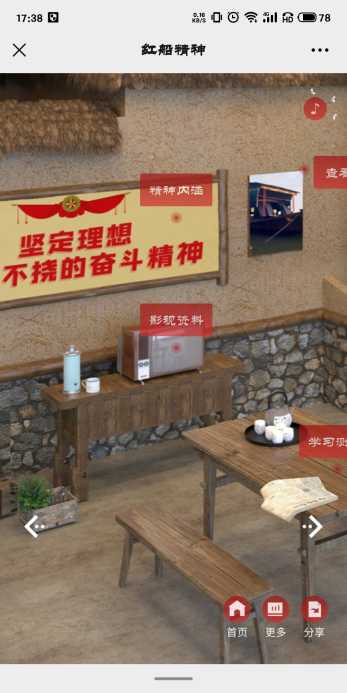 17:38
0.16
KB/S
78
红船精神
精神内涵
查看
坚定理想
不挠的奋斗精神
影视资料
学习测
首页
更多
分享